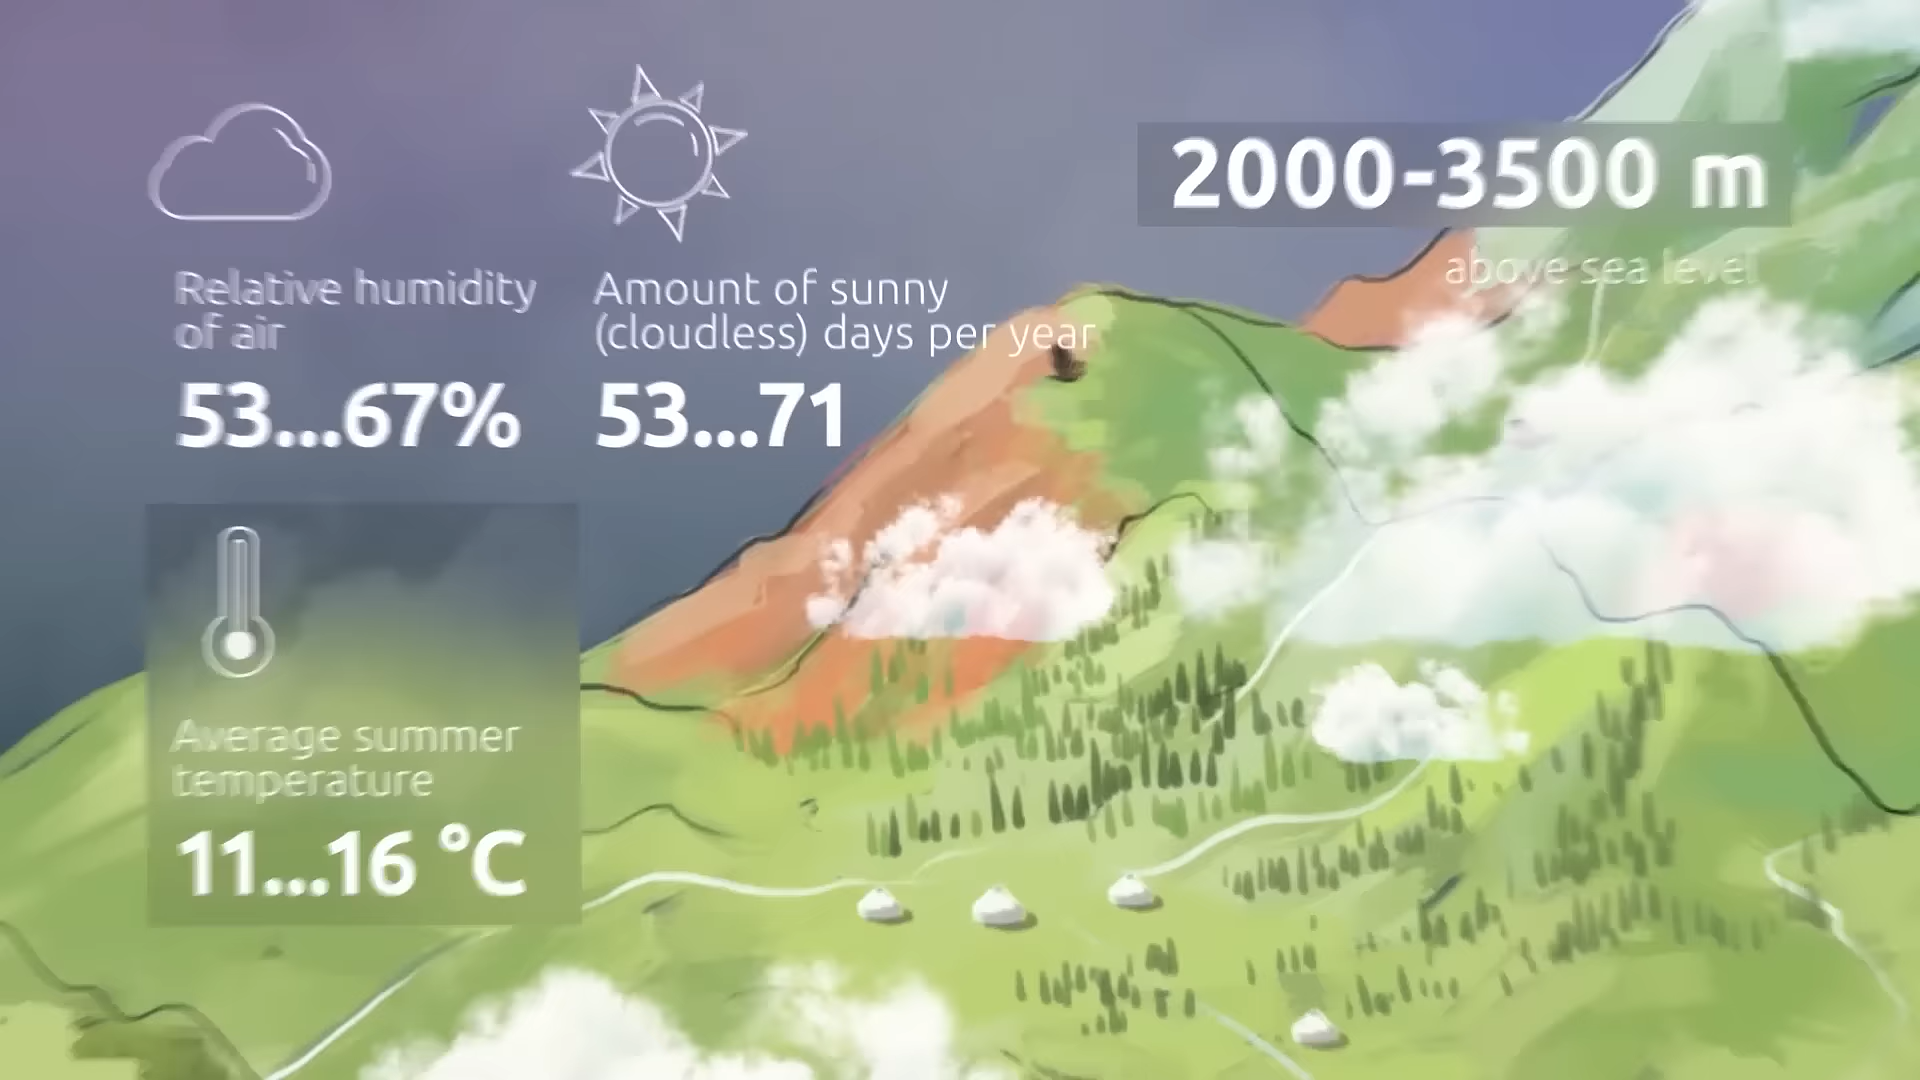 2000-3500 m
above sea level
Relative humidity
of air
53...67%
Amount of sunny
(cloudless) days per year
53...71
Average summer
temperature
11...16 °C